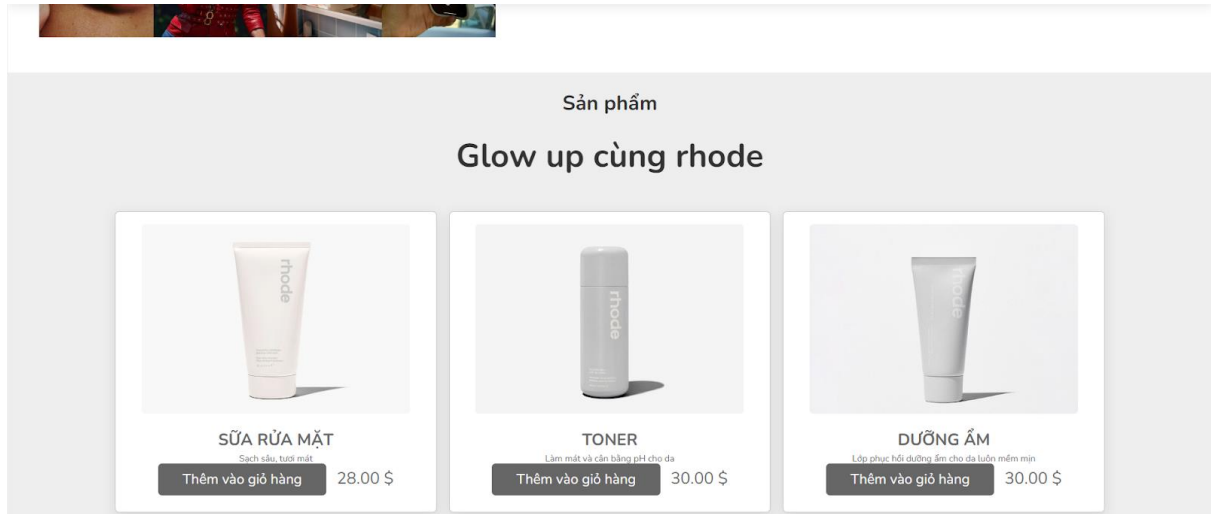 Sản phẩm
Glow up cùng rhode
rhode
rhode
rhode
SỮA RỬA MẶT
Sạch sâu, tươi mát
Thêm vào giỏ hàng 28.00 $
TONER
Làm mát và cân bằng pH cho da
Thêm vào giỏ hàng 30.00 $
DƯỠNG ẨM
Lớp phục hồi dưỡng ẩm cho da luôn mềm mịn
Thêm vào giỏ hàng 30.00 $